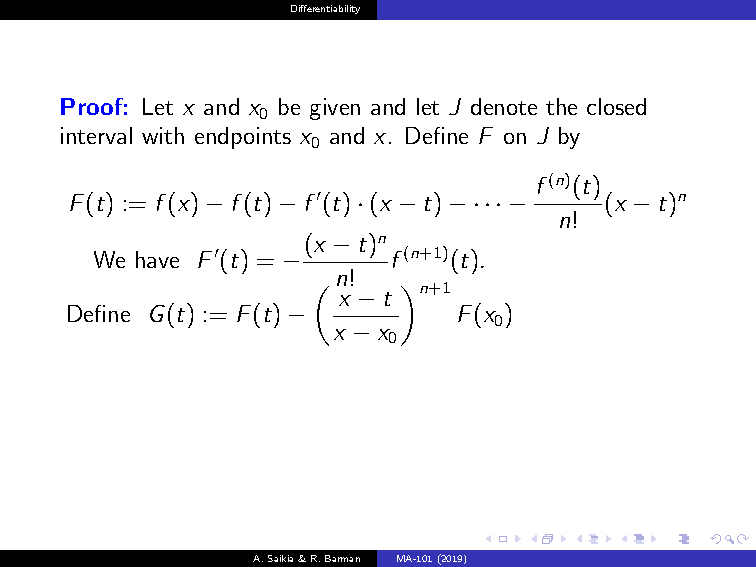 Differentiability
Proof: Let x and x₀ be given and let J denote the closed
interval with endpoints x₀ and x. Define F on J by
F(t) := f(x) − f(t) − f′(t) · (x − t) − ··· − f⁽ⁿ⁾(t)/n! (x − t)ⁿ
We have F′(t) = − (x − t)ⁿ/n! f⁽ⁿ⁺¹⁾(t).
Define G(t) := F(t) − ((x − t)/(x − x₀))ⁿ⁺¹ F(x₀)
A. Saikia & R. Barman MA-101 (2019)